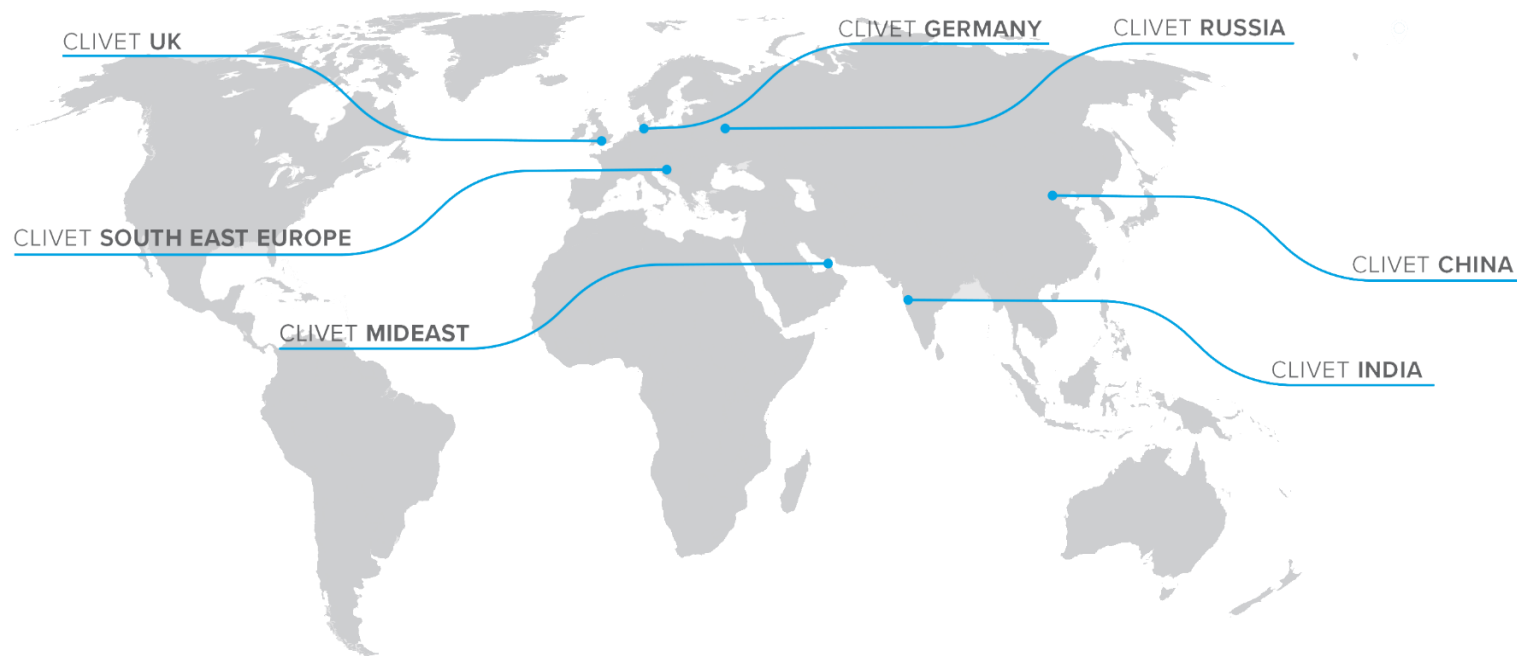 CLIVET UK
CLIVET GERMANY
CLIVET RUSSIA
CLIVET SOUTH EAST EUROPE
CLIVET CHINA
CLIVET MIDEAST
CLIVET INDIA